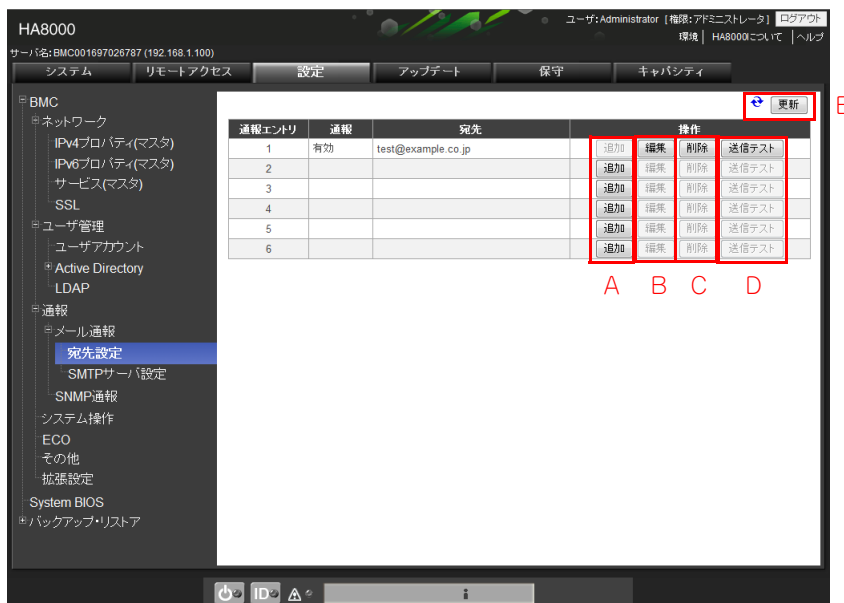 HA8000
ユーザ:Administrator [権限:アドミニストレータ] ログアウト
環境 | HA8000について | ヘルプ
サーバ名:BMC001697026787 (192.168.1.100)
システム リモートアクセス 設定 アップデート 保守 キャパシティ
BMC
ネットワーク
IPv4プロパティ(マスタ)
IPv6プロパティ(マスタ)
サービス(マスタ)
SSL
ユーザ管理
ユーザアカウント
Active Directory
LDAP
通報
メール通報
宛先設定
SMTPサーバ設定
SNMP通報
システム操作
ECO
その他
拡張設定
System BIOS
バックアップ・リストア
更新
E
通報エントリ 通報 宛先 操作
1 有効 test@example.co.jp 追加 編集 削除 送信テスト
2 追加 編集 削除 送信テスト
3 追加 編集 削除 送信テスト
4 追加 編集 削除 送信テスト
5 追加 編集 削除 送信テスト
6 追加 編集 削除 送信テスト
A B C D
ID